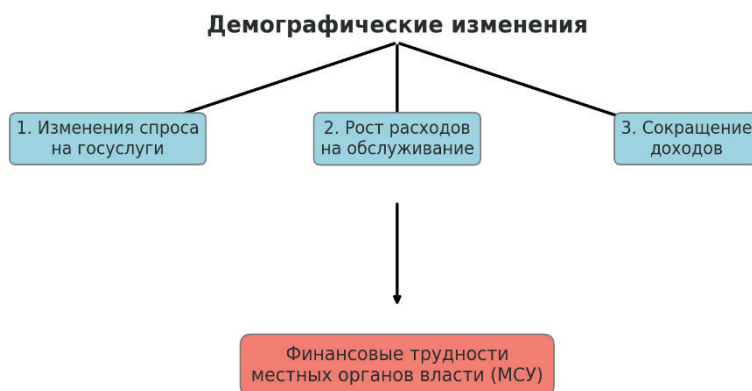 Демографические изменения
1. Изменения спроса
на госуслуги
2. Рост расходов
на обслуживание
3. Сокращение
доходов
Финансовые трудности
местных органов власти (МСУ)